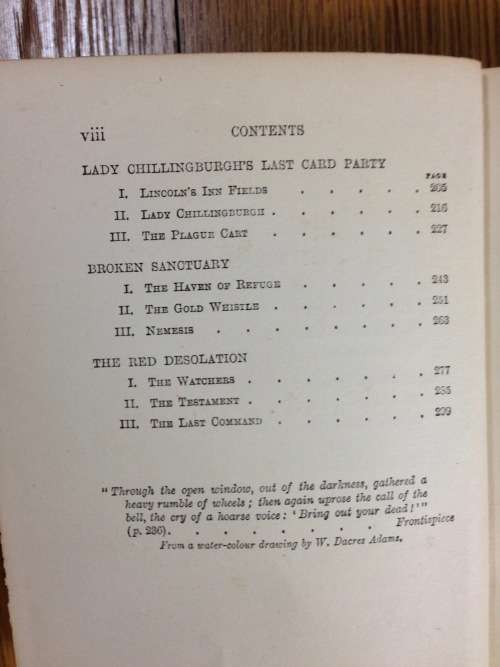 viii CONTENTS
LADY CHILLINGBURGH'S LAST CARD PARTY
PAGE
I. LINCOLN'S INN FIELDS . . . . . 205
II. LADY CHILLINGBURGH . . . . . . 216
III. THE PLAGUE CART . . . . . . 227
BROKEN SANCTUARY
I. THE HAVEN OF REFUGE . . . . . 243
II. THE GOLD WHISTLE . . . . . . 251
III. NEMESIS . . . . . . . 263
THE RED DESOLATION
I. THE WATCHERS . . . . . . . 277
II. THE TESTAMENT . . . . . . . 285
III. THE LAST COMMAND . . . . . . 299
"Through the open window, out of the darkness, gathered a
heavy rumble of wheels; then again uprose the call of the
bell, the cry of a hoarse voice: 'Bring out your dead!'"
(p. 236). . . . . . . . Frontispiece
From a water-colour drawing by W. Dacres Adams.